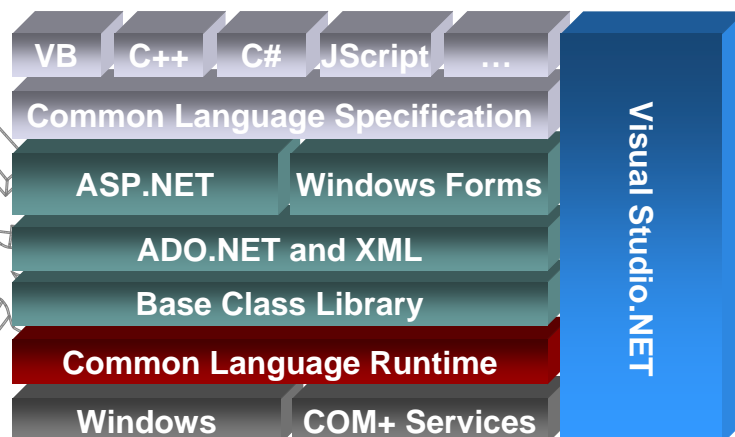 VB C++ C# JScript ...
Common Language Specification
ASP.NET Windows Forms
ADO.NET and XML
Base Class Library
Common Language Runtime
Windows COM+ Services
Visual Studio.NET